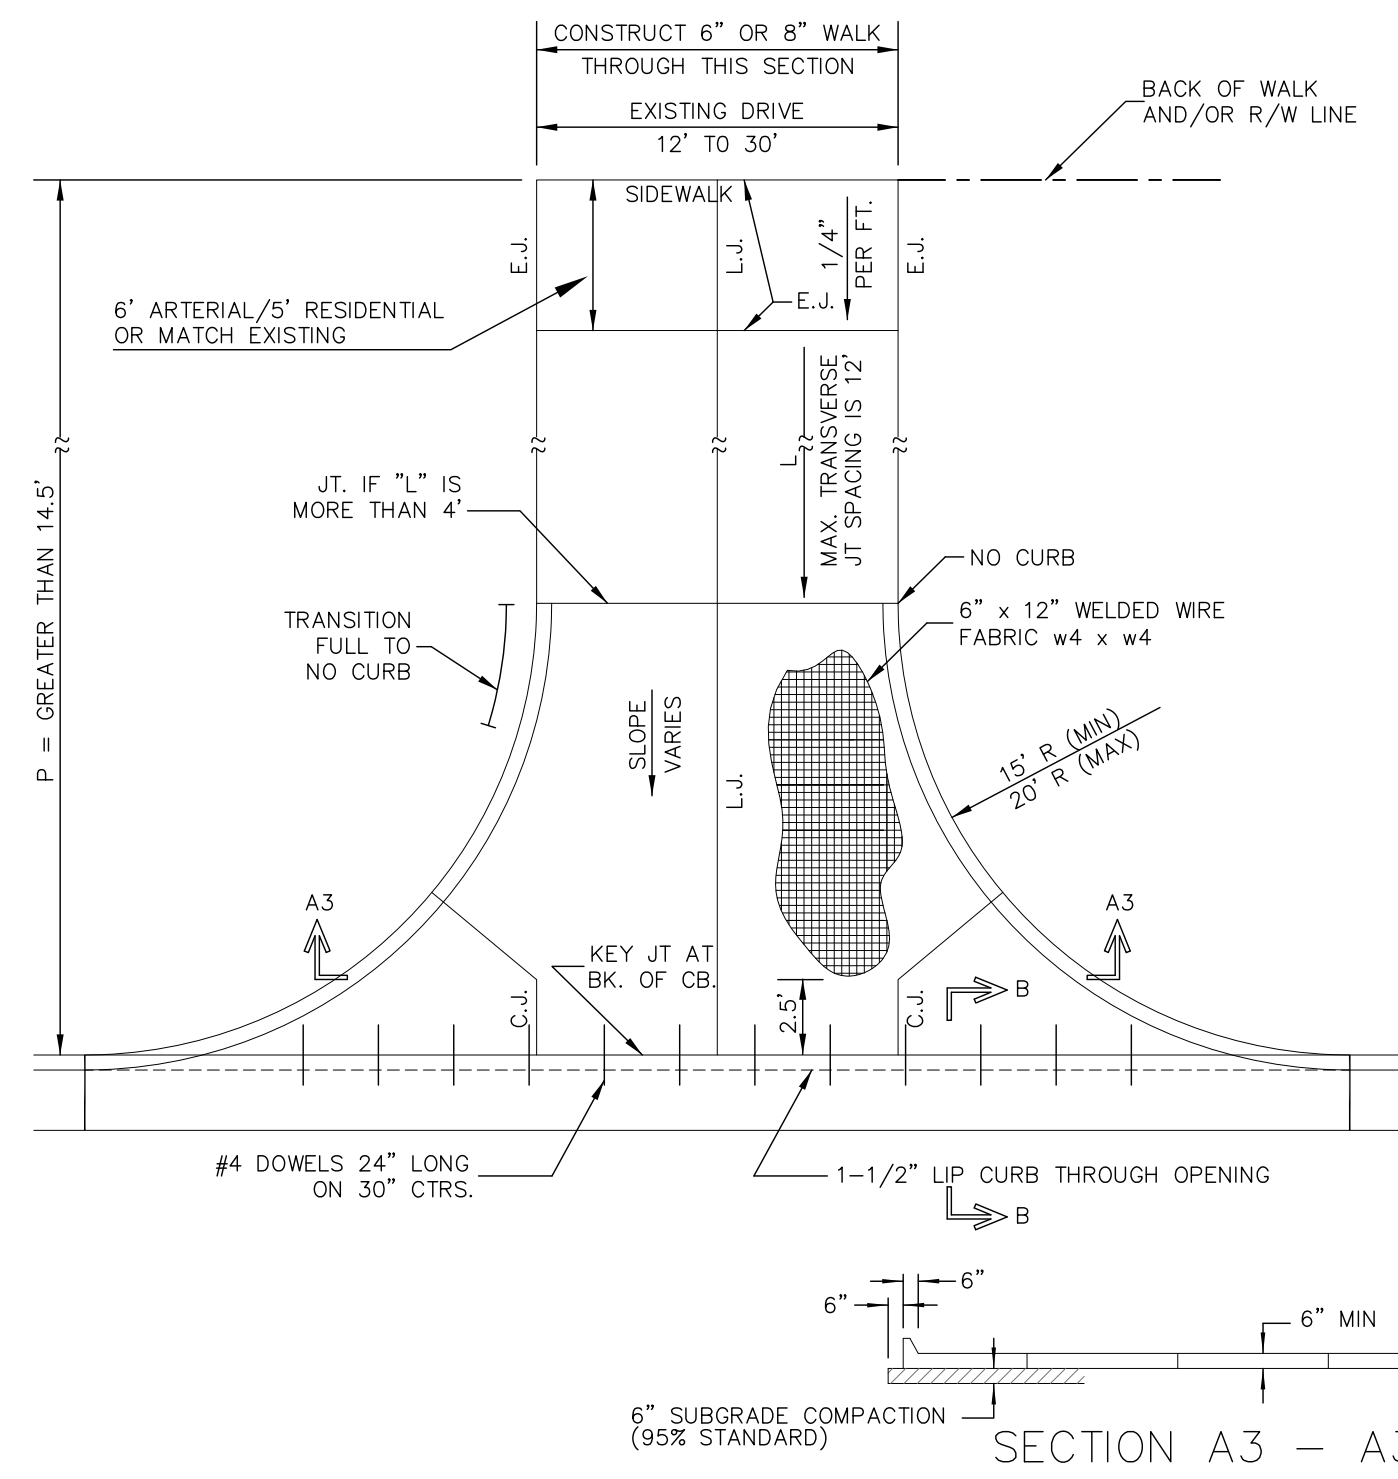 CONSTRUCT 6" OR 8" WALK
THROUGH THIS SECTION
EXISTING DRIVE
12' TO 30'
BACK OF WALK
AND/OR R/W LINE
SIDEWALK
E.J.
L.J.
1/4"
PER FT.
E.J.
E.J.
6' ARTERIAL/5' RESIDENTIAL
OR MATCH EXISTING
L
MAX. TRANSVERSE
JT SPACING IS 12'
P = GREATER THAN 14.5'
JT. IF "L" IS
MORE THAN 4'
NO CURB
6" x 12" WELDED WIRE
FABRIC w4 x w4
TRANSITION
FULL TO
NO CURB
SLOPE
VARIES
L.J.
15' R (MIN)
20' R (MAX)
A3
A3
KEY JT AT
BK. OF CB.
C.J.
2.5'
C.J.
B
#4 DOWELS 24" LONG
ON 30" CTRS.
1-1/2" LIP CURB THROUGH OPENING
B
6"
6"
6" MIN
6" SUBGRADE COMPACTION
(95% STANDARD)
SECTION A3 - A3